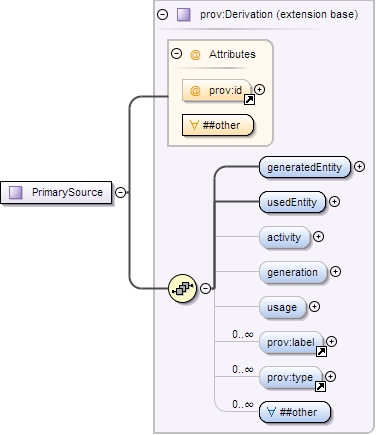 prov:Derivation (extension base)
@ Attributes
@ prov:id
∀ ##other
PrimarySource
generatedEntity
usedEntity
activity
generation
usage
0..∞ prov:label
0..∞ prov:type
0..∞ ∀ ##other